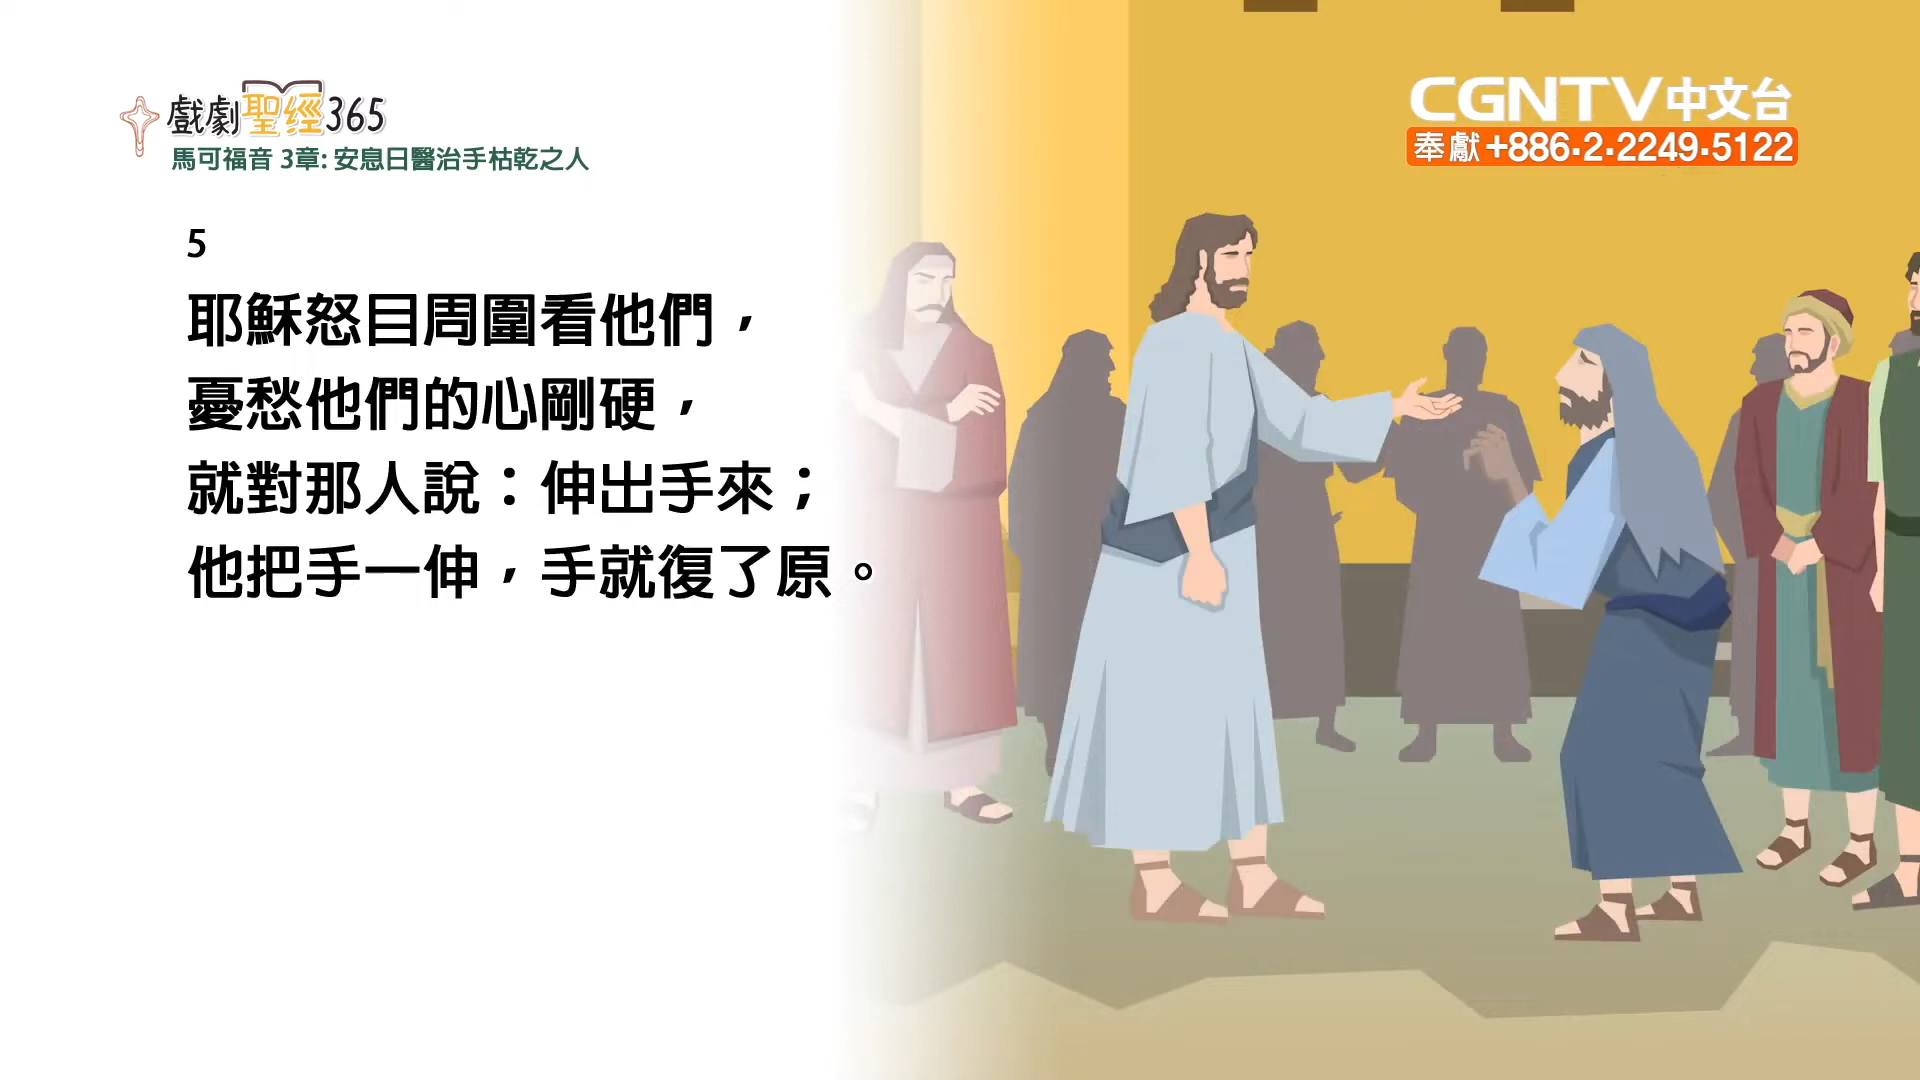 戲劇聖經365
馬可福音 3章: 安息日醫治手枯乾之人
CGNTV中文台
奉獻 +886·2·2249·5122
5
耶穌怒目周圍看他們，
憂愁他們的心剛硬，
就對那人說：伸出手來；
他把手一伸，手就復了原。